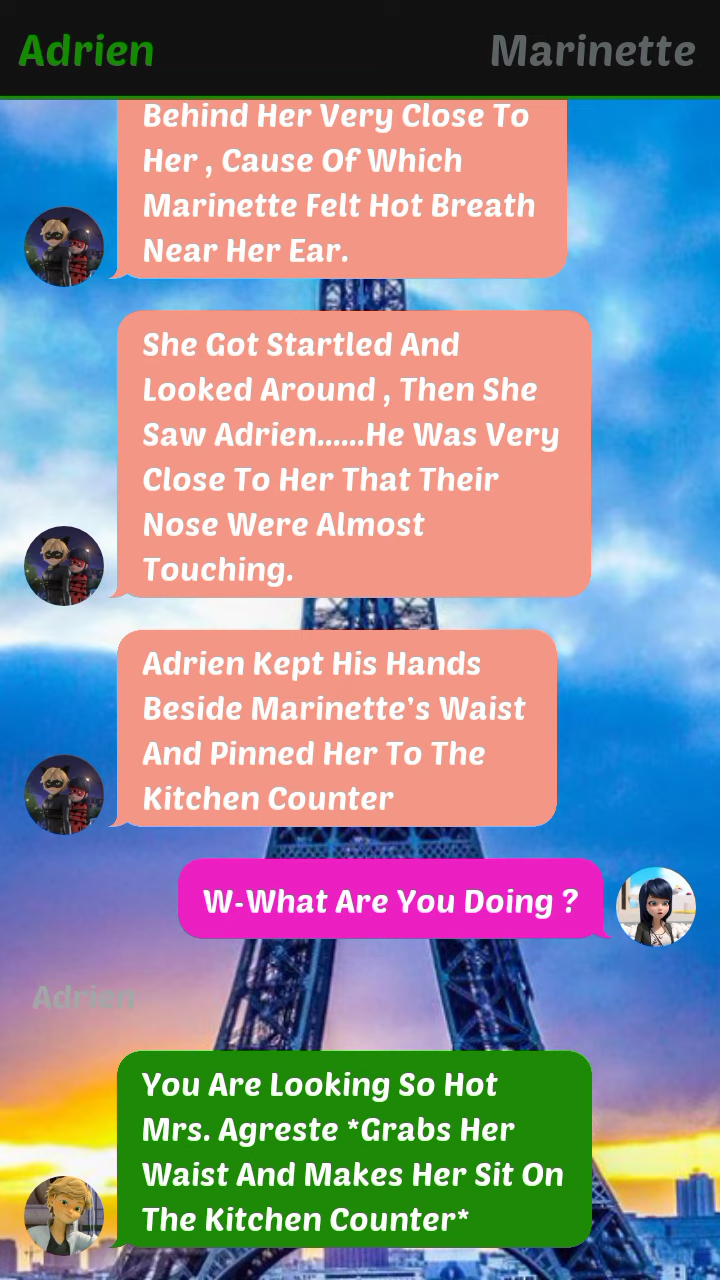 Adrien
Marinette
Behind Her Very Close To
Her , Cause Of Which
Marinette Felt Hot Breath
Near Her Ear.
She Got Startled And
Looked Around , Then She
Saw Adrien......He Was Very
Close To Her That Their
Nose Were Almost
Touching.
Adrien Kept His Hands
Beside Marinette's Waist
And Pinned Her To The
Kitchen Counter
W-What Are You Doing ?
Adrien
You Are Looking So Hot
Mrs. Agreste *Grabs Her
Waist And Makes Her Sit On
The Kitchen Counter*